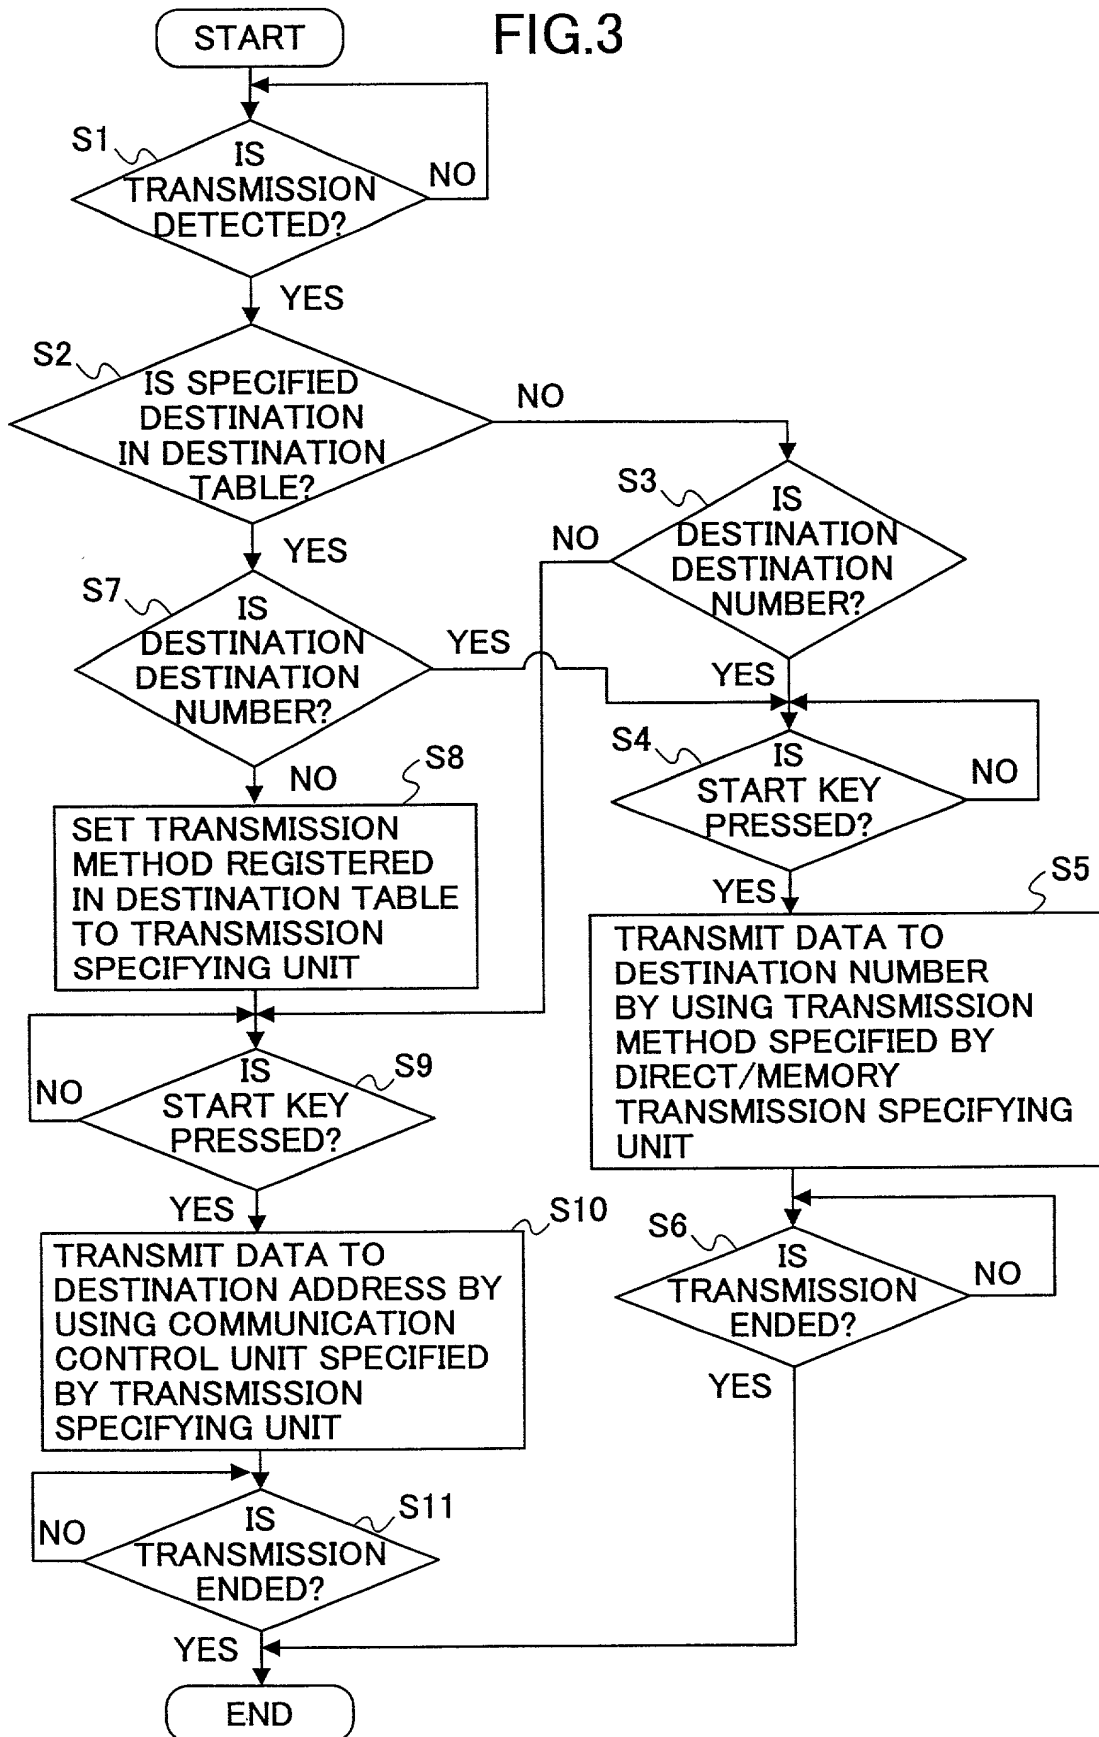 FIG.3
START
S1
IS
TRANSMISSION
DETECTED?
NO
YES
S2
IS SPECIFIED
DESTINATION
IN DESTINATION
TABLE?
NO
YES
S3
IS
DESTINATION
DESTINATION
NUMBER?
NO
YES
S7
IS
DESTINATION
DESTINATION
NUMBER?
YES
NO
S4
IS
START KEY
PRESSED?
NO
YES
S8
SET TRANSMISSION
METHOD REGISTERED
IN DESTINATION TABLE
TO TRANSMISSION
SPECIFYING UNIT
S5
TRANSMIT DATA TO
DESTINATION NUMBER
BY USING TRANSMISSION
METHOD SPECIFIED BY
DIRECT/MEMORY
TRANSMISSION SPECIFYING
UNIT
S9
IS
START KEY
PRESSED?
NO
YES
S10
TRANSMIT DATA TO
DESTINATION ADDRESS BY
USING COMMUNICATION
CONTROL UNIT SPECIFIED
BY TRANSMISSION
SPECIFYING UNIT
S6
IS
TRANSMISSION
ENDED?
NO
YES
S11
IS
TRANSMISSION
ENDED?
NO
YES
END